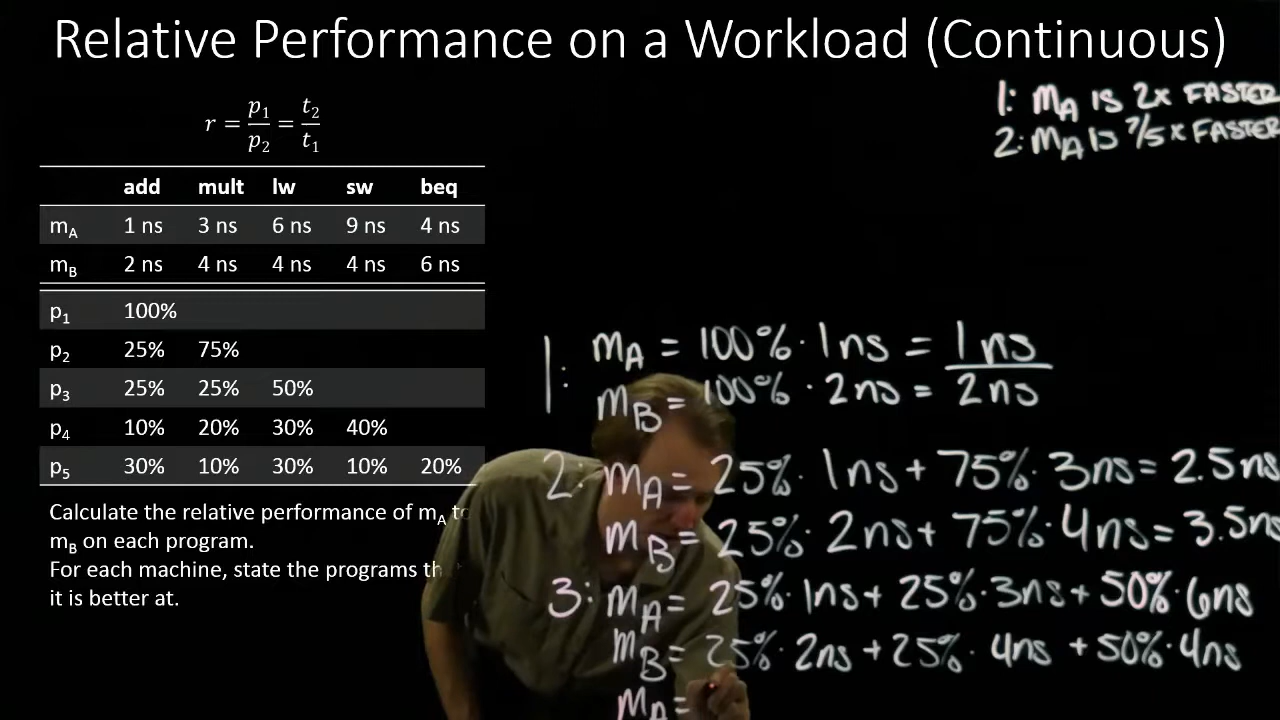 Relative Performance on a Workload (Continuous)
1: mA IS 2x FASTER
2: mA IS 7/5 x FASTER
r = p1/p2 = t2/t1
add mult lw sw beq
mA 1 ns 3 ns 6 ns 9 ns 4 ns
mB 2 ns 4 ns 4 ns 4 ns 6 ns
p1 100%
p2 25% 75%
p3 25% 25% 50%
p4 10% 20% 30% 40%
p5 30% 10% 30% 10% 20%
Calculate the relative performance of mA to
mB on each program.
For each machine, state the programs
it is better at.
1: mA = 100% · 1ns = 1ns
mB = 100% · 2ns = 2ns
2: mA = 25% · 1ns + 75% · 3ns = 2.5ns
mB = 25% · 2ns + 75% · 4ns = 3.5ns
3: mA = 25% · 1ns + 25% · 3ns + 50% · 6ns
mB = 25% · 2ns + 25% · 4ns + 50% · 4ns
mA =